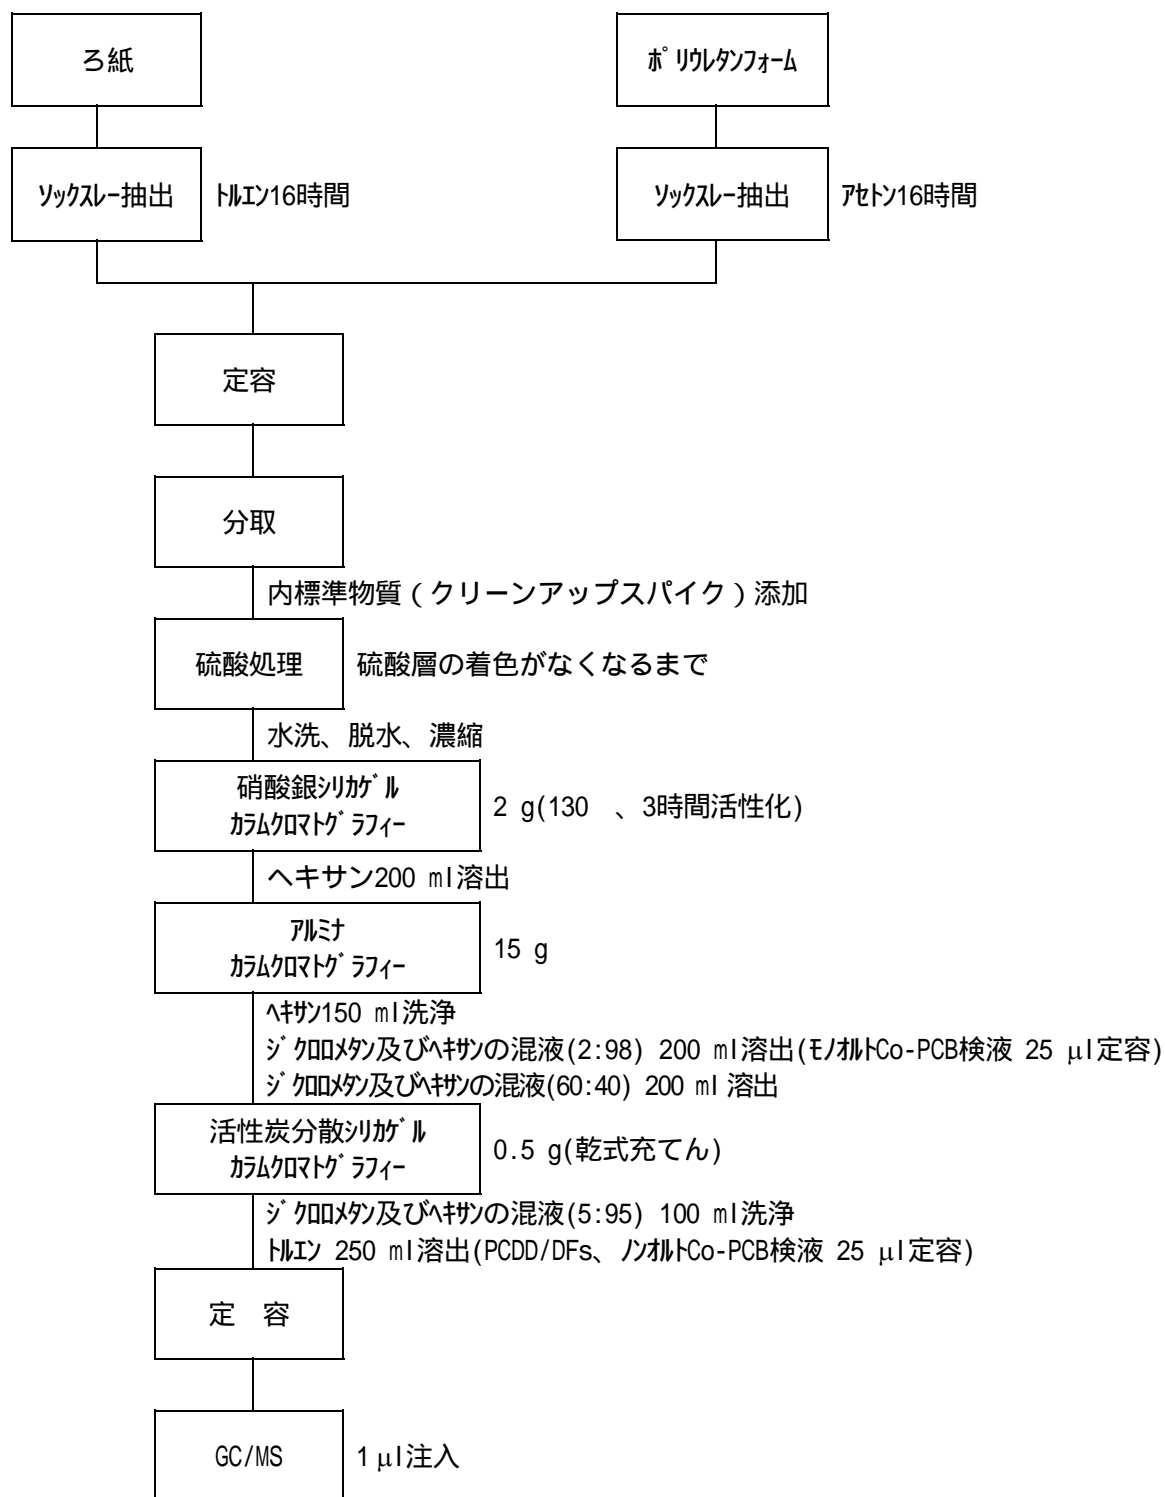 ろ紙
ﾎﾟﾘｳﾚﾀﾝﾌｫｰﾑ
ｿｯｸｽﾚｰ抽出
ﾄﾙｴﾝ16時間
ｿｯｸｽﾚｰ抽出
ｱｾﾄﾝ16時間
定容
分取
内標準物質(クリーンアップスパイク)添加
硫酸処理
硫酸層の着色がなくなるまで
水洗、脱水、濃縮
硝酸銀ｼﾘｶｹﾞﾙ
ｶﾗﾑｸﾛﾏﾄｸﾞﾗﾌｨｰ
2 g(130 、3時間活性化)
ヘキサン200 ml溶出
ｱﾙﾐﾅ
ｶﾗﾑｸﾛﾏﾄｸﾞﾗﾌｨｰ
15 g
ﾍｷｻﾝ150 ml洗浄
ｼﾞｸﾛﾛﾒﾀﾝ及びﾍｷｻﾝの混液(2:98) 200 ml溶出(ﾓﾉｵﾙﾄCo-PCB検液 25 μl定容)
ｼﾞｸﾛﾛﾒﾀﾝ及びﾍｷｻﾝの混液(60:40) 200 ml 溶出
活性炭分散ｼﾘｶｹﾞﾙ
ｶﾗﾑｸﾛﾏﾄｸﾞﾗﾌｨｰ
0.5 g(乾式充てん)
ｼﾞｸﾛﾛﾒﾀﾝ及びﾍｷｻﾝの混液(5:95) 100 ml洗浄
ﾄﾙｴﾝ 250 ml溶出(PCDD/DFs、ﾉﾝｵﾙﾄCo-PCB検液 25 μl定容)
定 容
GC/MS
1 μl注入